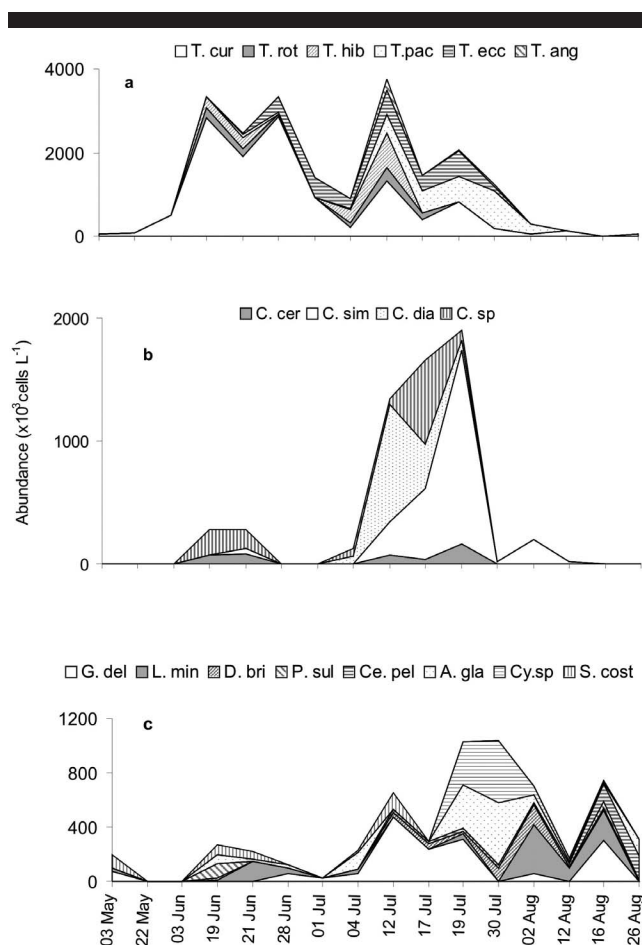 T. cur T. rot T. hib T.pac T. ecc T. ang
a
4000
2000
0
C. cer C. sim C. dia C. sp
b
2000
1000
0
Abundance (x10³cells L⁻¹)
G. del L. min D. bri P. sul Ce. pel A. gla Cy.sp S. cost
c
1200
800
400
0
03 May
22 May
03 Jun
19 Jun
21 Jun
28 Jun
01 Jul
04 Jul
12 Jul
17 Jul
19 Jul
30 Jul
02 Aug
12 Aug
16 Aug
26 Aug